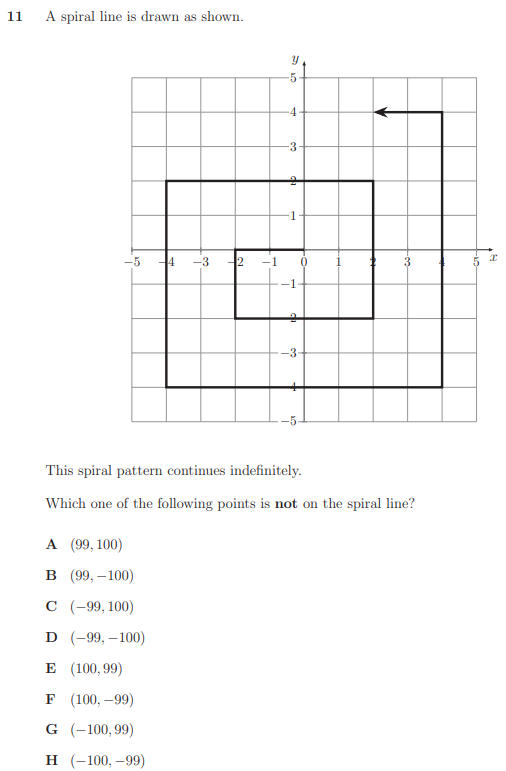 11 A spiral line is drawn as shown.
y
5
4
3
2
1
−5 −4 −3 −2 −1 0 1 2 3 4 5 x
−1
−2
−3
−4
−5
This spiral pattern continues indefinitely.
Which one of the following points is not on the spiral line?
A (99, 100)
B (99, −100)
C (−99, 100)
D (−99, −100)
E (100, 99)
F (100, −99)
G (−100, 99)
H (−100, −99)